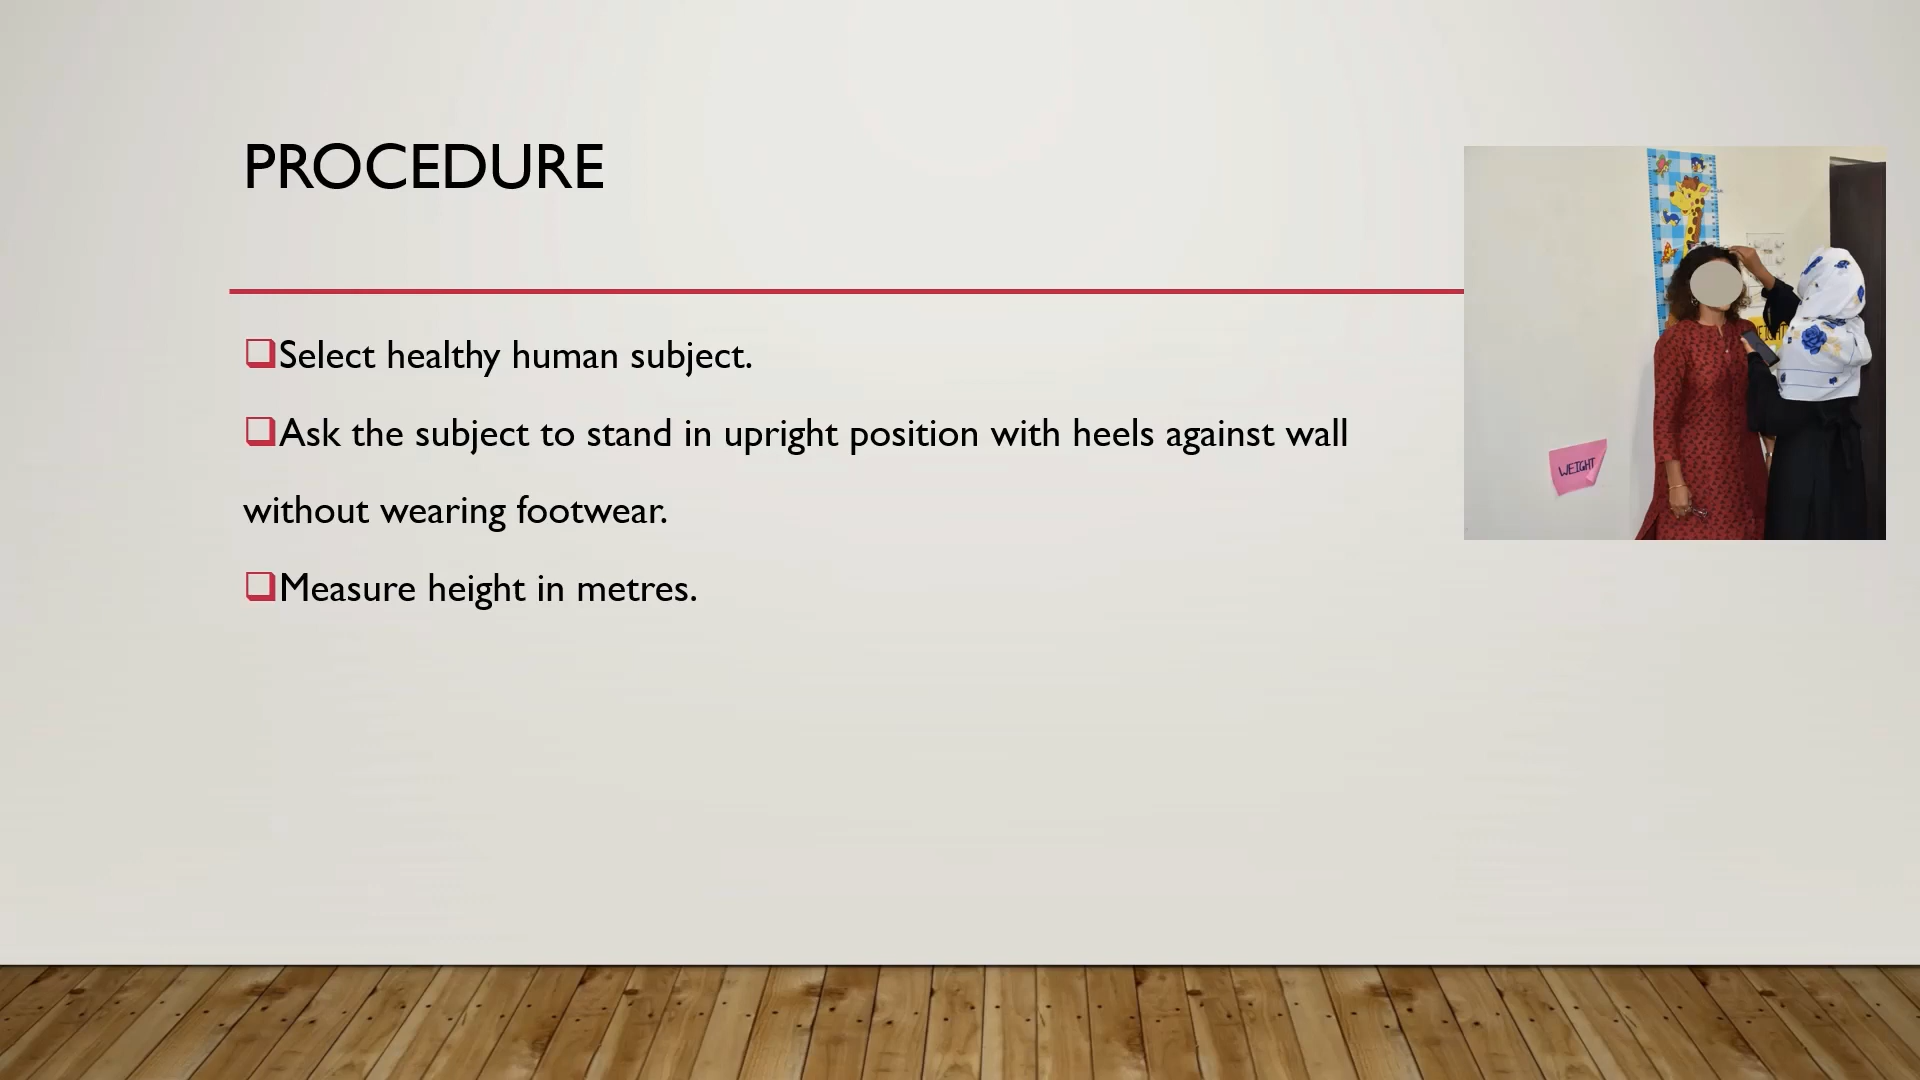 PROCEDURE
Select healthy human subject.
Ask the subject to stand in upright position with heels against wall
without wearing footwear.
Measure height in metres.
WEIGHT